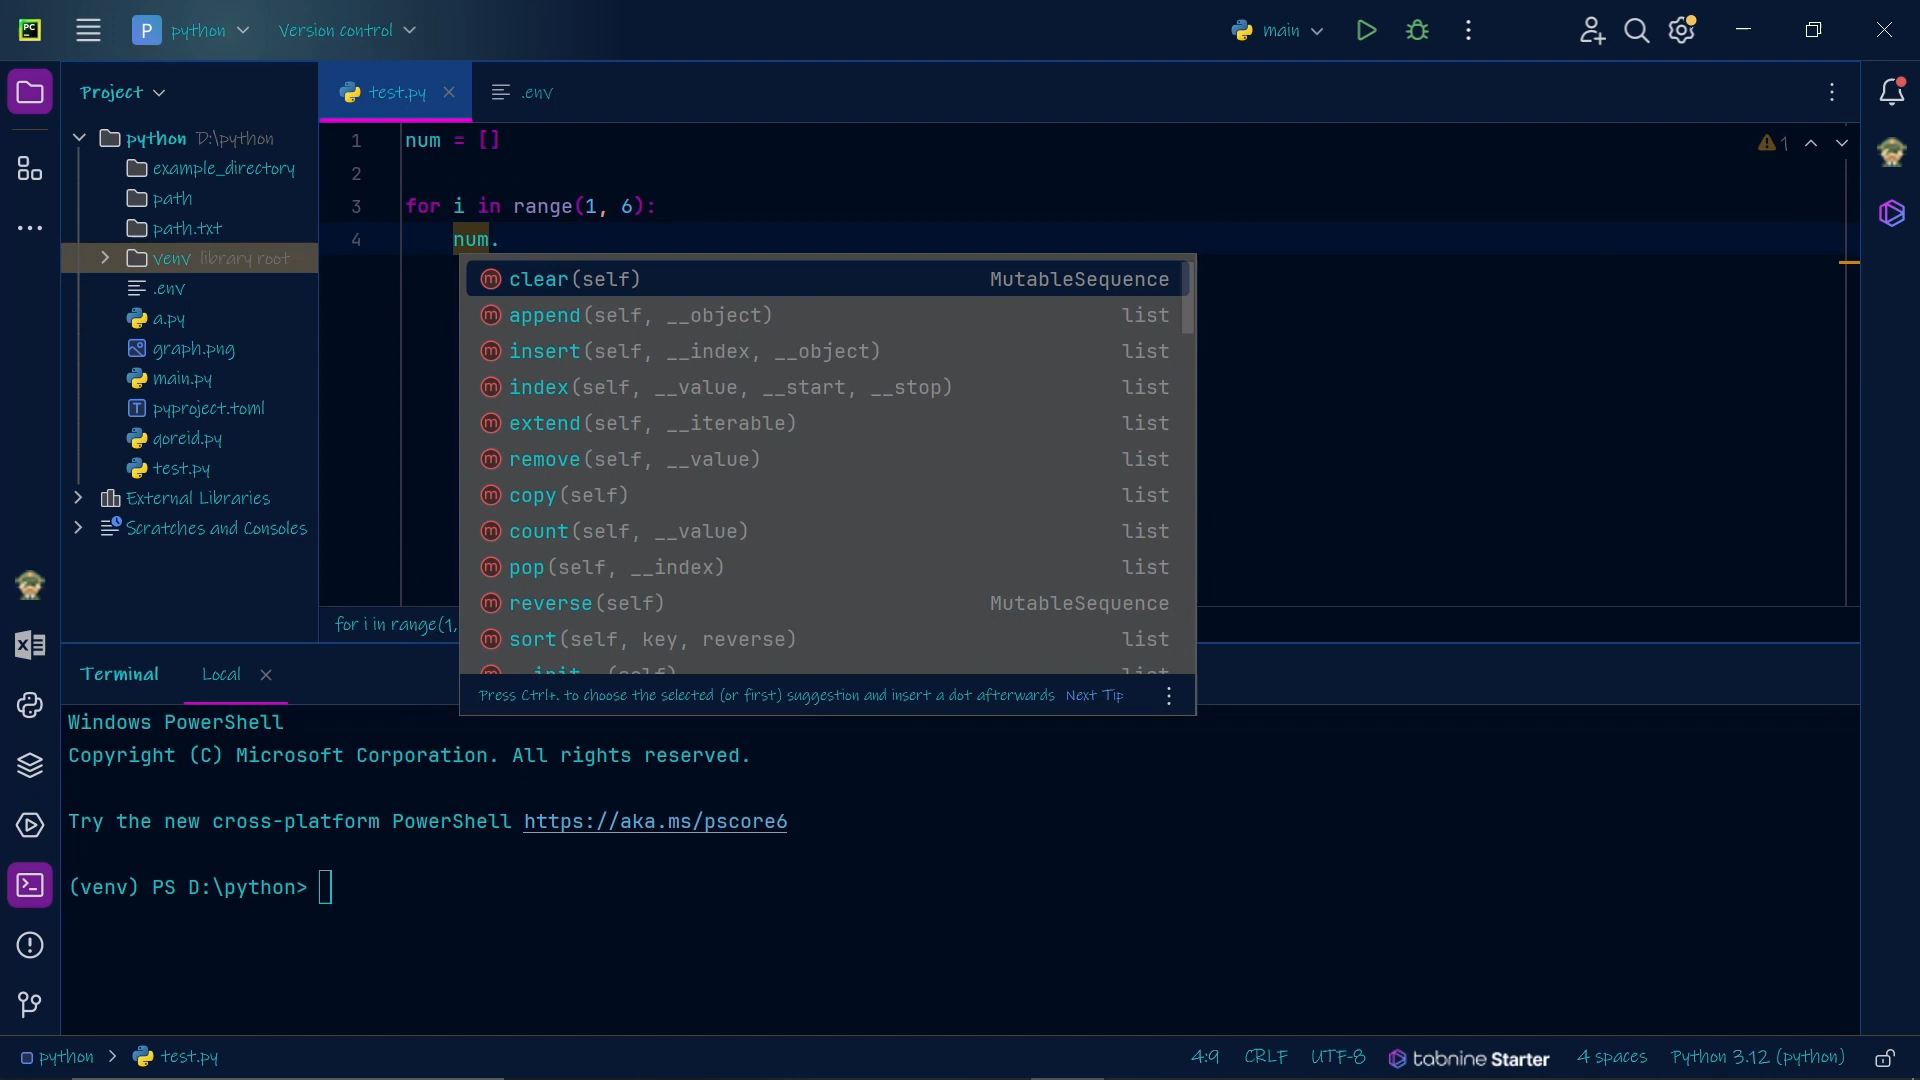 PC
P python Version control main
Project
test.py
.env
python D:\python
example_directory
path
path.txt
venv library root
.env
a.py
graph.png
main.py
pyproject.toml
qoreid.py
test.py
External Libraries
Scratches and Consoles
1 num = []
2
3 for i in range(1, 6):
4 num.
1
clear(self) MutableSequence
append(self, __object) list
insert(self, __index, __object) list
index(self, __value, __start, __stop) list
extend(self, __iterable) list
remove(self, __value) list
copy(self) list
count(self, __value) list
pop(self, __index) list
reverse(self) MutableSequence
sort(self, key, reverse) list
__init__(self) list
Press Ctrl+. to choose the selected (or first) suggestion and insert a dot afterwards Next Tip
for i in range(1,
Terminal Local
Windows PowerShell
Copyright (C) Microsoft Corporation. All rights reserved.
Try the new cross-platform PowerShell https://aka.ms/pscore6
(venv) PS D:\python>
python > test.py
4:9 CRLF UTF-8 tabnine Starter 4 spaces Python 3.12 (python)